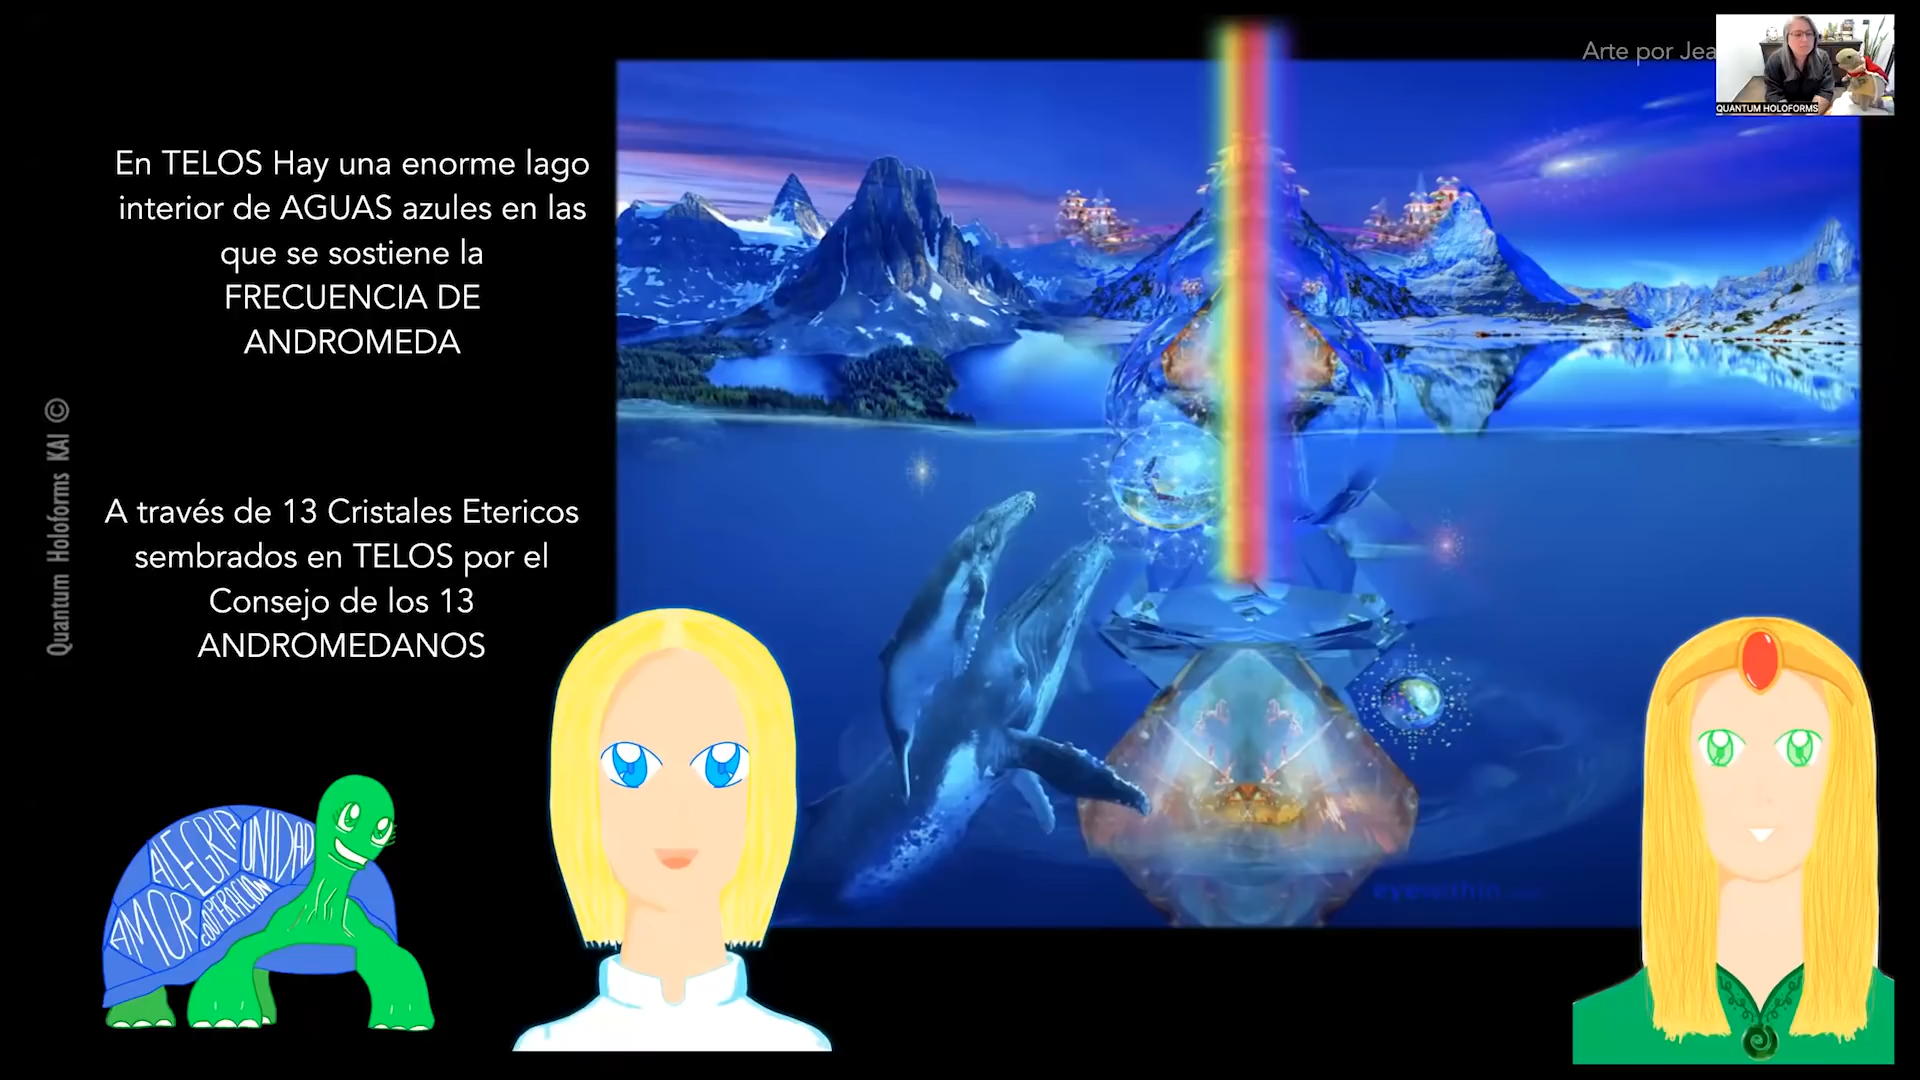 Arte por Jea
QUANTUM HOLOFORMS
En TELOS Hay una enorme lago
interior de AGUAS azules en las
que se sostiene la
FRECUENCIA DE
ANDROMEDA
Quantum Holoforms KAI ©
A través de 13 Cristales Etericos
sembrados en TELOS por el
Consejo de los 13
ANDROMEDANOS
ALEGRIA
UNIDAD
AMOR
COOPERACION